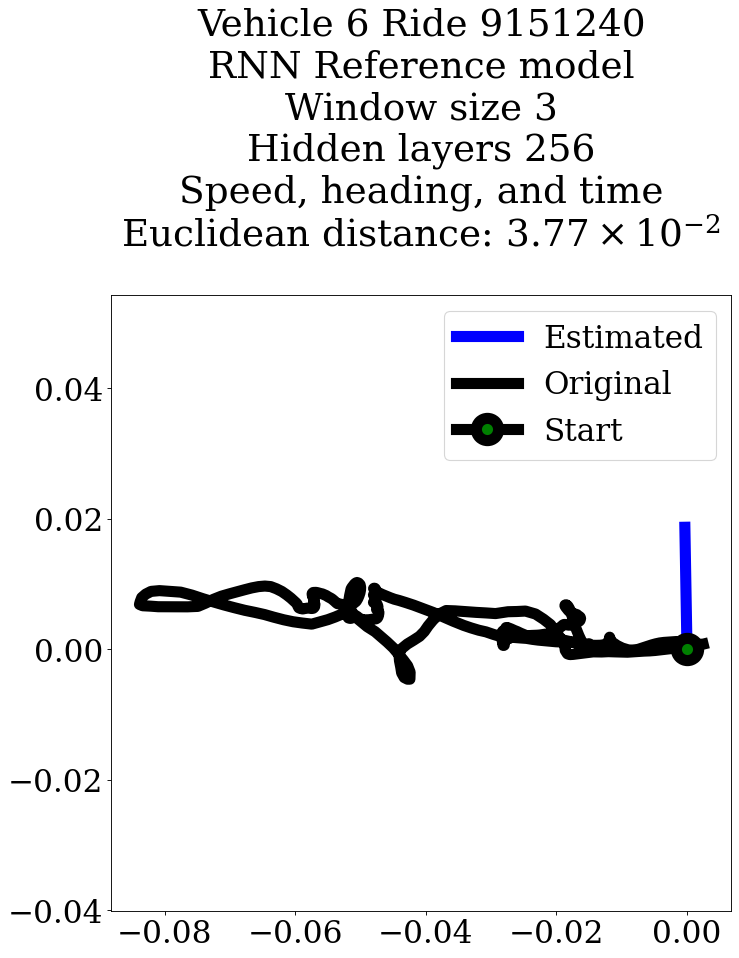 Vehicle 6 Ride 9151240
RNN Reference model
Window size 3
Hidden layers 256
Speed, heading, and time
Euclidean distance: 3.77 × 10⁻²
Estimated
Original
Start
0.04
0.02
0.00
−0.02
−0.04
−0.08 −0.06 −0.04 −0.02 0.00